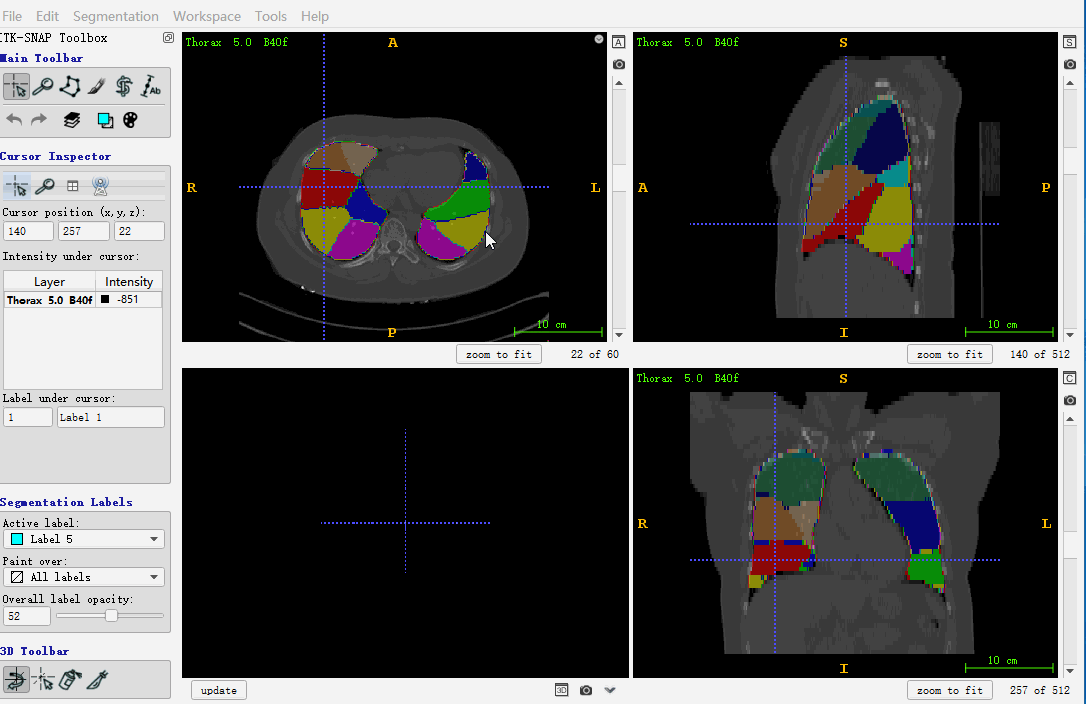 File Edit Segmentation Workspace Tools Help
ITK-SNAP Toolbox
Main Toolbar
Ab
Cursor Inspector
Cursor position (x,y,z):
140 257 22
Intensity under cursor:
Layer Intensity
Thorax 5.0 B40f -851
Label under cursor:
1 Label 1
Segmentation Labels
Active label:
Label 5
Paint over:
All labels
Overall label opacity:
52
3D Toolbar
Thorax 5.0 B40f
A
R
L
P
10 cm
A
zoom to fit 22 of 60
Thorax 5.0 B40f
S
A
P
I
10 cm
S
zoom to fit 140 of 512
update
3D
Thorax 5.0 B40f
S
R
L
I
10 cm
C
zoom to fit 257 of 512